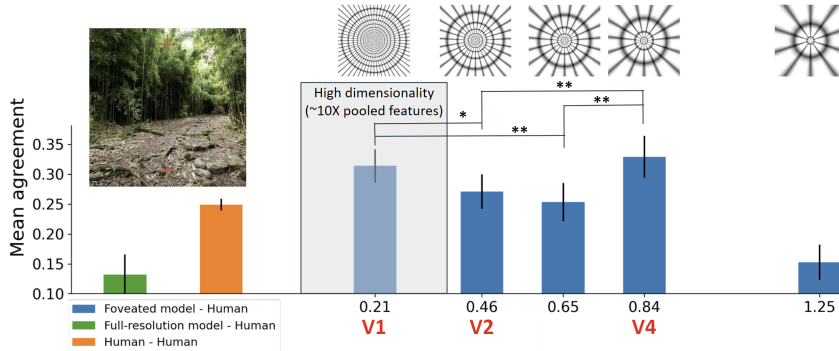 High dimensionality
(~10X pooled features)
**
*
**
**
Mean agreement
0.35
0.30
0.25
0.20
0.15
0.10
0.21
0.46
0.65
0.84
1.25
V1
V2
V4
Foveated model - Human
Full-resolution model - Human
Human - Human